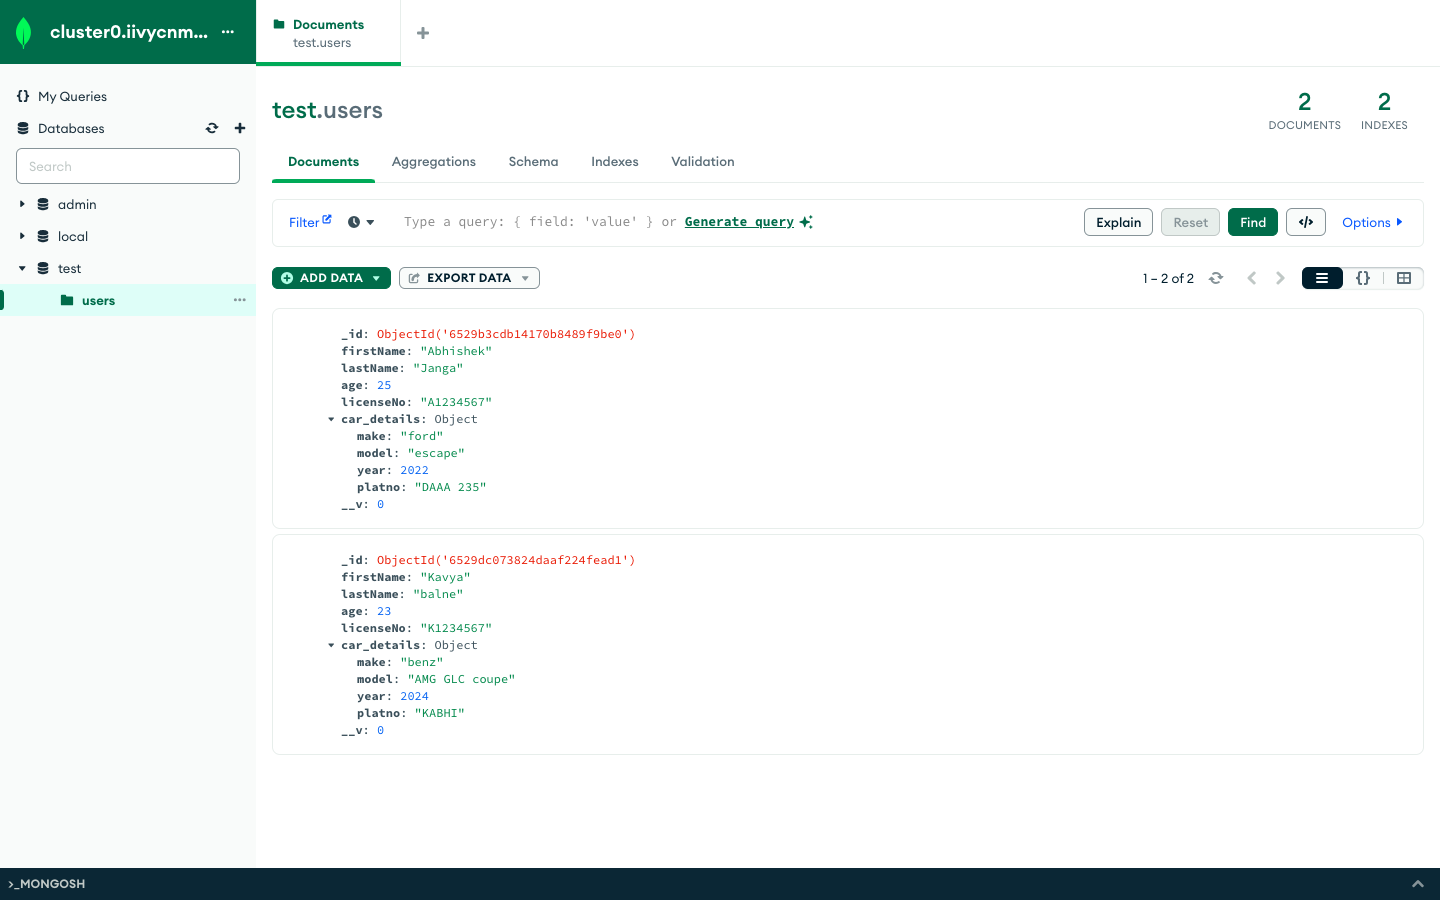 cluster0.iivycnm...
My Queries
Databases
Search
admin
local
test
users
Documents
test.users
test.users
2
DOCUMENTS
2
INDEXES
Documents
Aggregations
Schema
Indexes
Validation
Filter
Type a query: { field: 'value' } or Generate query
Explain
Reset
Find
</>
Options
ADD DATA
EXPORT DATA
1 – 2 of 2
{}
_id: ObjectId('6529b3cdb14170b8489f9be0')
firstName: "Abhishek"
lastName: "Janga"
age: 25
licenseNo: "A1234567"
car_details: Object
make: "ford"
model: "escape"
year: 2022
platno: "DAAA 235"
__v: 0
_id: ObjectId('6529dc073824daaf224fead1')
firstName: "Kavya"
lastName: "balne"
age: 23
licenseNo: "K1234567"
car_details: Object
make: "benz"
model: "AMG GLC coupe"
year: 2024
platno: "KABHI"
__v: 0
>_MONGOSH